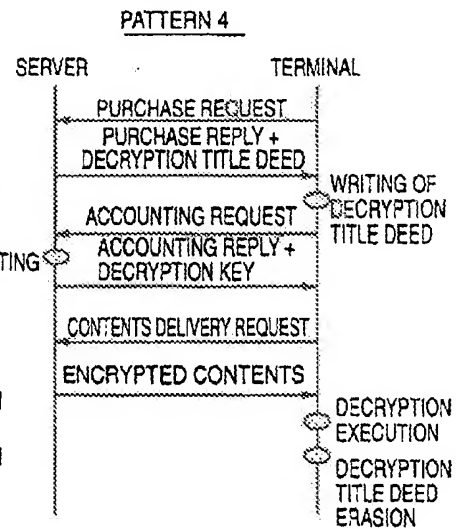 PATTERN 4
SERVER
TERMINAL
PURCHASE REQUEST
PURCHASE REPLY +
DECRYPTION TITLE DEED
WRITING OF
DECRYPTION
TITLE DEED
ACCOUNTING REQUEST
TING
ACCOUNTING REPLY +
DECRYPTION KEY
CONTENTS DELIVERY REQUEST
ENCRYPTED CONTENTS
DECRYPTION
EXECUTION
DECRYPTION
TITLE DEED
ERASION